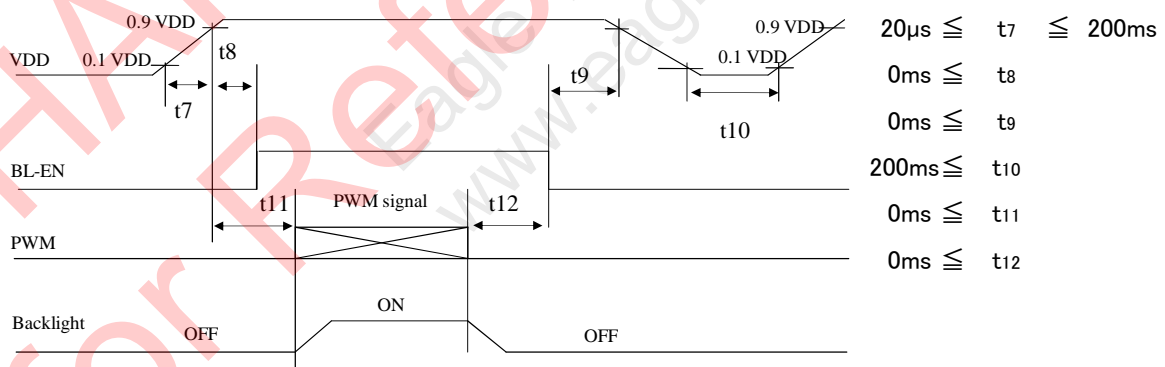 0.9 VDD
VDD 0.1 VDD
t8
t7
t9
0.9 VDD
0.1 VDD
t10
BL-EN
t11 PWM signal t12
PWM
Backlight
OFF ON OFF
20μs ≦ t7 ≦ 200ms
0ms ≦ t8
0ms ≦ t9
200ms≦ t10
0ms ≦ t11
0ms ≦ t12